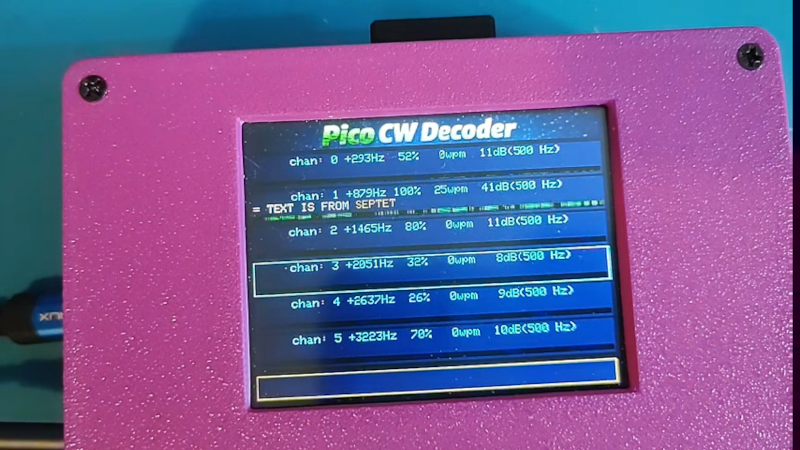 Pico CW Decoder
chan: 0 +293Hz 52% 0wpm 11dB(500 Hz)
chan: 1 +879Hz 100% 25wpm 41dB(500 Hz)
= TEXT IS FROM SEPTET
chan: 2 +1465Hz 80% 0wpm 11dB(500 Hz)
chan: 3 +2051Hz 32% 0wpm 8dB(500 Hz)
chan: 4 +2637Hz 26% 0wpm 9dB(500 Hz)
chan: 5 +3223Hz 70% 0wpm 10dB(500 Hz)